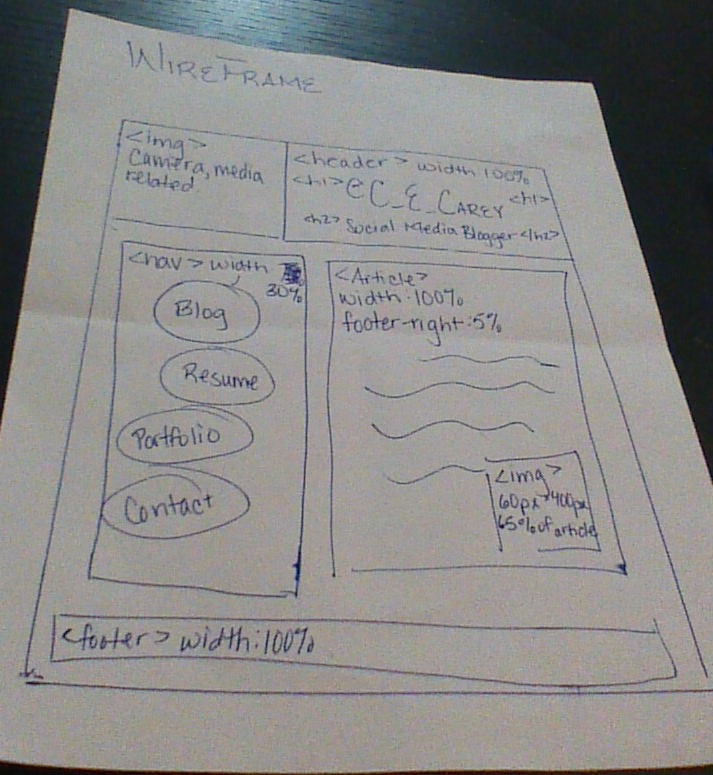 WIREFRAME
<img>
Camera, media
related
<header> width 100%
<h1>@C_E_CAREY <h1>
<h2> Social Media Blogger </h2>
<nav> width
30%
Blog
Resume
Portfolio
Contact
<Article>
width:100%
footer-right:5%
<img>
60px>400px
65% of article
<footer> width:100%